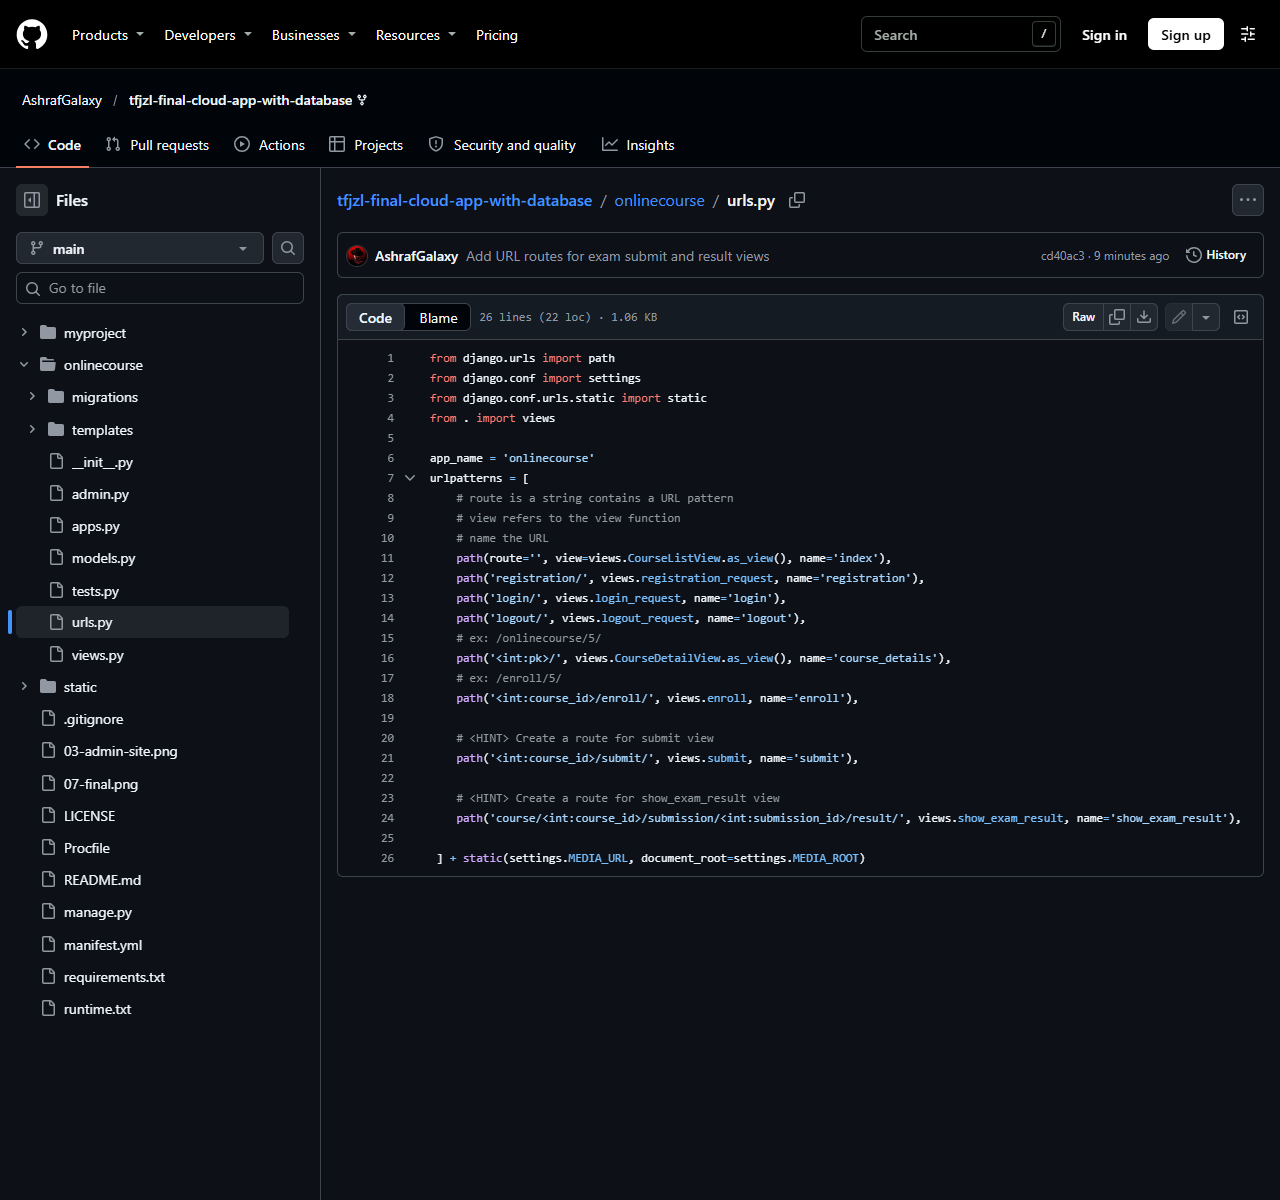 Products Developers Businesses Resources Pricing Search / Sign in Sign up
AshrafGalaxy / tfjzl-final-cloud-app-with-database
Code Pull requests Actions Projects Security and quality Insights
Files
main
Go to file
myproject
onlinecourse
migrations
templates
__init__.py
admin.py
apps.py
models.py
tests.py
urls.py
views.py
static
.gitignore
03-admin-site.png
07-final.png
LICENSE
Procfile
README.md
manage.py
manifest.yml
requirements.txt
runtime.txt
tfjzl-final-cloud-app-with-database / onlinecourse / urls.py
AshrafGalaxy Add URL routes for exam submit and result views cd40ac3 · 9 minutes ago History
Code Blame 26 lines (22 loc) · 1.06 KB Raw
1 from django.urls import path
2 from django.conf import settings
3 from django.conf.urls.static import static
4 from . import views
5
6 app_name = 'onlinecourse'
7 urlpatterns = [
8 # route is a string contains a URL pattern
9 # view refers to the view function
10 # name the URL
11 path(route='', view=views.CourseListView.as_view(), name='index'),
12 path('registration/', views.registration_request, name='registration'),
13 path('login/', views.login_request, name='login'),
14 path('logout/', views.logout_request, name='logout'),
15 # ex: /onlinecourse/5/
16 path('<int:pk>/', views.CourseDetailView.as_view(), name='course_details'),
17 # ex: /enroll/5/
18 path('<int:course_id>/enroll/', views.enroll, name='enroll'),
19
20 # <HINT> Create a route for submit view
21 path('<int:course_id>/submit/', views.submit, name='submit'),
22
23 # <HINT> Create a route for show_exam_result view
24 path('course/<int:course_id>/submission/<int:submission_id>/result/', views.show_exam_result, name='show_exam_result'),
25
26 ] + static(settings.MEDIA_URL, document_root=settings.MEDIA_ROOT)